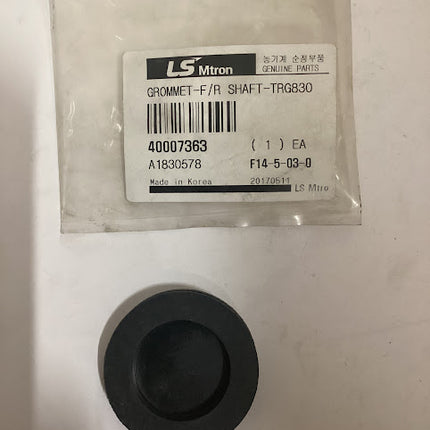 LS Mtron
농기계 순정부품
GENUINE PARTS
GROMMET-F/R SHAFT-TRG830
40007363 ( 1 ) EA
A1830578 F14-5-03-0
Made in Korea 20170511
LS Mtro